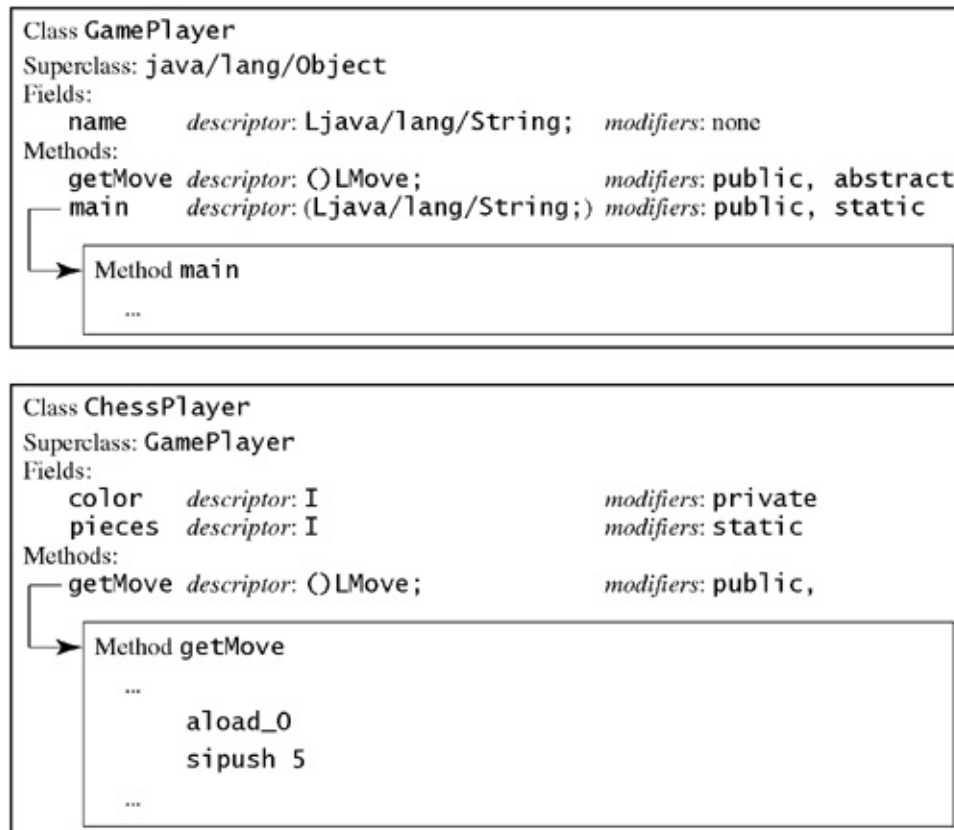 Class GamePlayer
Superclass: java/lang/Object
Fields:
name descriptor: Ljava/lang/String; modifiers: none
Methods:
getMove descriptor: ()LMove; modifiers: public, abstract
main descriptor: (Ljava/lang/String;) modifiers: public, static
Method main
...
Class ChessPlayer
Superclass: GamePlayer
Fields:
color descriptor: I modifiers: private
pieces descriptor: I modifiers: static
Methods:
getMove descriptor: ()LMove; modifiers: public,
Method getMove
...
aload_0
sipush 5
...